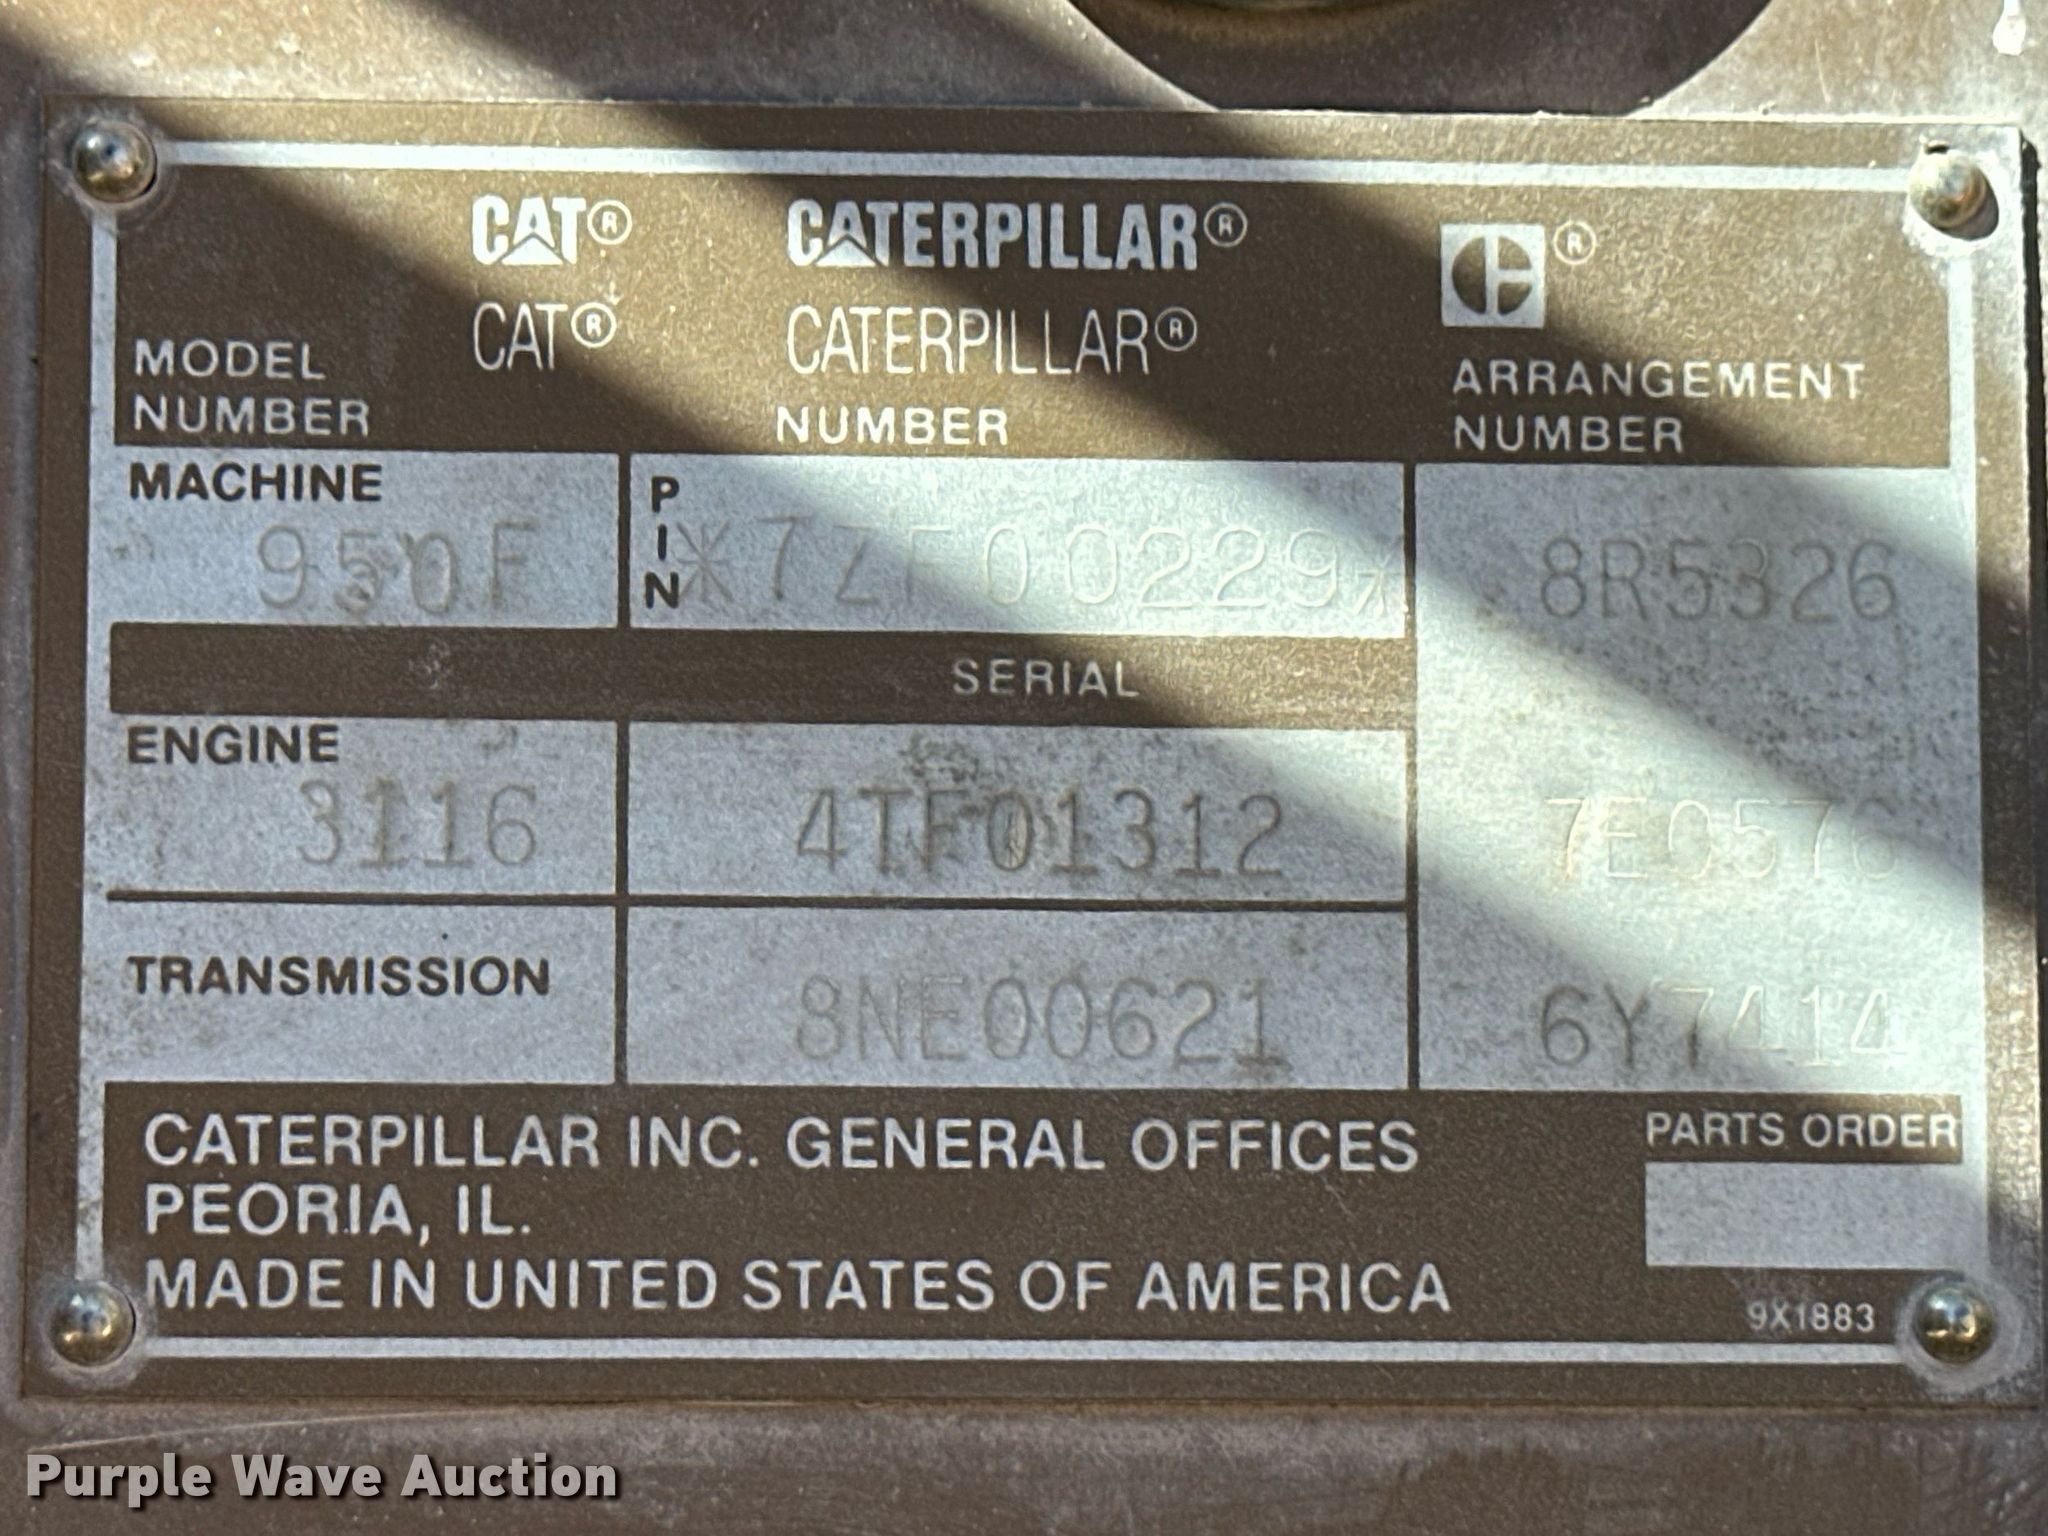 CAT® CATERPILLAR® ®
CAT® CATERPILLAR®
MODEL NUMBER
NUMBER
ARRANGEMENT NUMBER
MACHINE
950F
PIN
*7ZF00229*
8R5326
SERIAL
ENGINE
3116
4TF01312
7E0576
TRANSMISSION
8NE00621
6Y7414
CATERPILLAR INC. GENERAL OFFICES
PEORIA, IL.
MADE IN UNITED STATES OF AMERICA
PARTS ORDER
9X1883
Purple Wave Auction